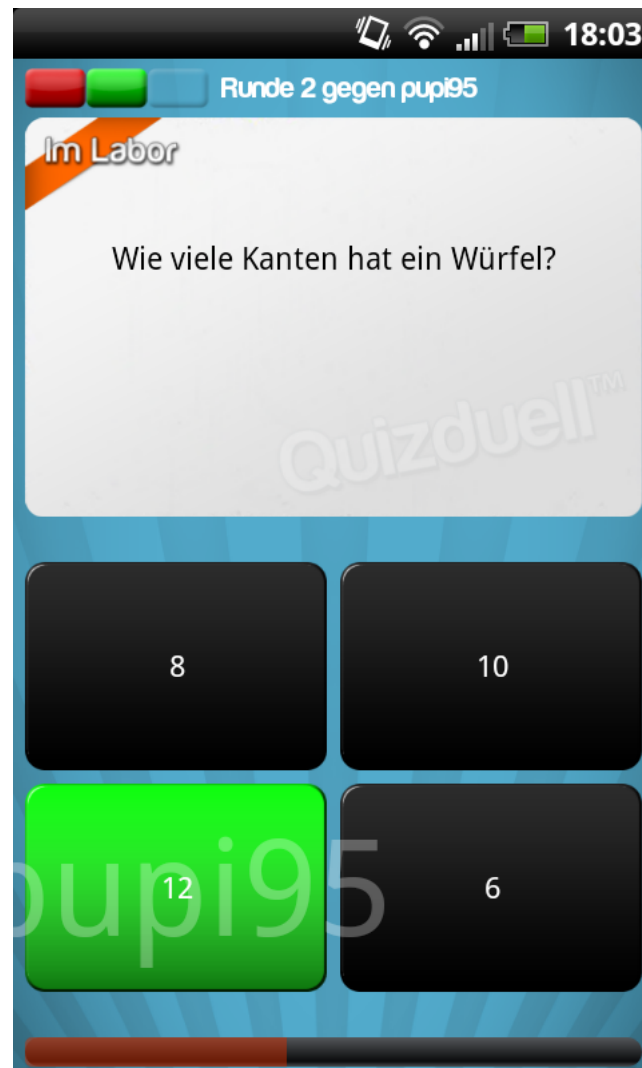 18:03
Runde 2 gegen pupi95
Im Labor
Wie viele Kanten hat ein Würfel?
Quizduell™
8
10
12
pupi95
6